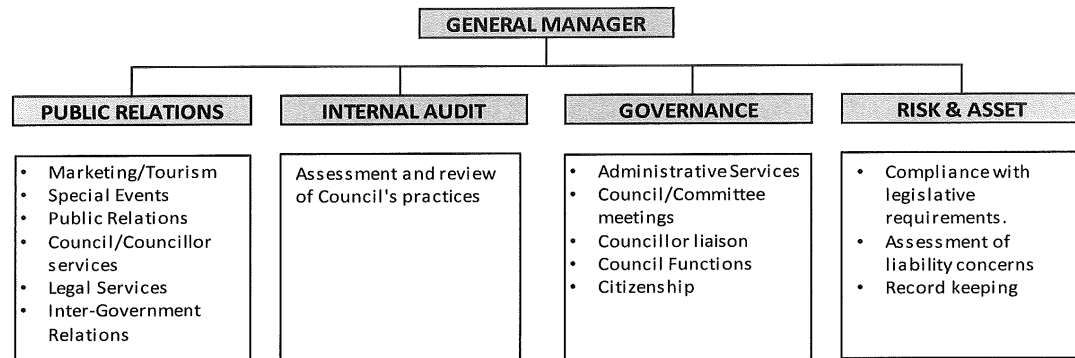 GENERAL MANAGER
PUBLIC RELATIONS
• Marketing/Tourism
• Special Events
• Public Relations
• Council/Councillor
services
• Legal Services
• Inter-Government
Relations
INTERNAL AUDIT
Assessment and review
of Council's practices
GOVERNANCE
• Administrative Services
• Council/Committee
meetings
• Councillor liaison
• Council Functions
• Citizenship
RISK & ASSET
• Compliance with
legislative
requirements.
• Assessment of
liability concerns
• Record keeping